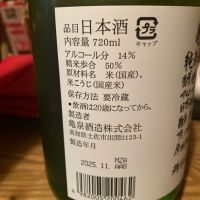 品目 日本酒
内容量 720ml
プラ
キャップ
アルコール分 14%
精米歩合 50%
原材料名 米(国産)、
米こうじ(国産米)
保存方法 要冷蔵
●飲酒は20歳になってから。
製造者
亀泉酒造株式会社
高知県土佐市出間2123-1
製造年月
2025.11 MZA
AAB